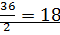 36/2 = 18